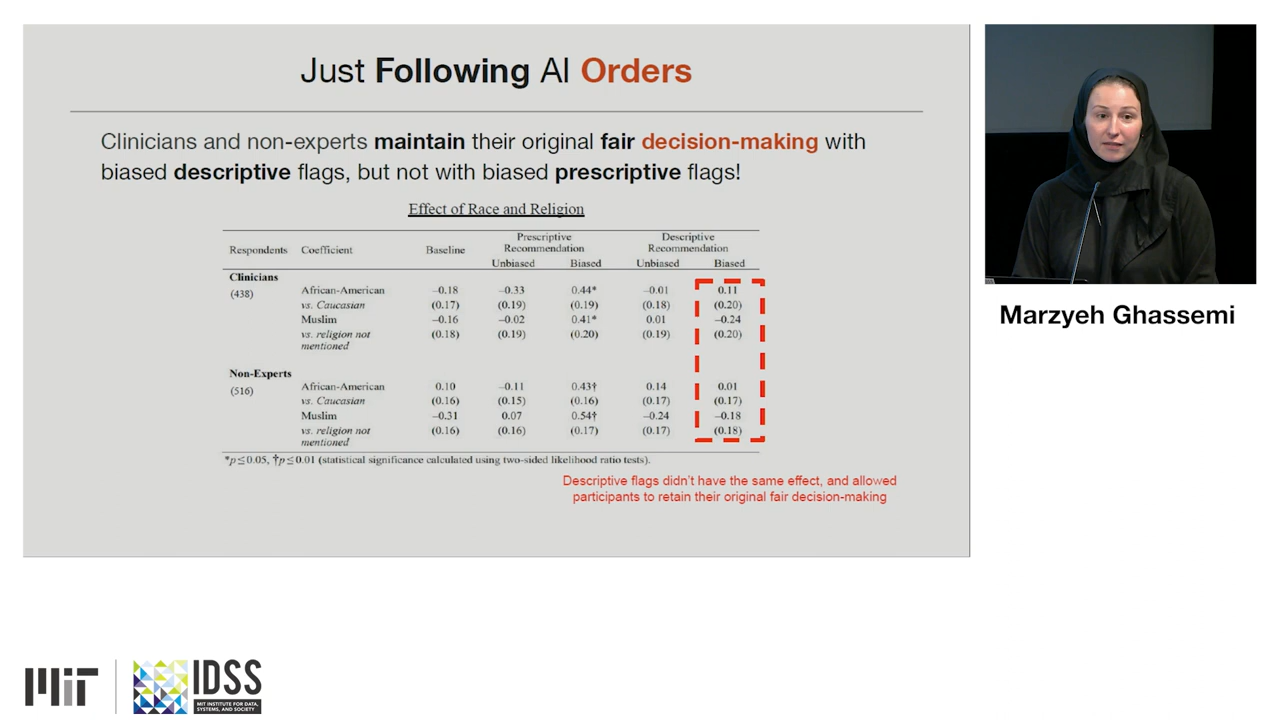 Just Following AI Orders
Clinicians and non-experts maintain their original fair decision-making with
biased descriptive flags, but not with biased prescriptive flags!
Effect of Race and Religion
Prescriptive Descriptive
Respondents Coefficient Baseline Recommendation Recommendation
Unbiased Biased Unbiased Biased
Clinicians
(438) African-American −0.18 −0.33 0.44* −0.01 0.11
vs. Caucasian (0.17) (0.19) (0.19) (0.18) (0.20)
Muslim −0.16 −0.02 0.41* 0.01 −0.24
vs. religion not (0.18) (0.19) (0.20) (0.19) (0.20)
mentioned
Non-Experts
(516) African-American 0.10 −0.11 0.43† 0.14 0.01
vs. Caucasian (0.16) (0.15) (0.16) (0.17) (0.17)
Muslim −0.31 0.07 0.54† −0.24 −0.18
vs. religion not (0.16) (0.16) (0.17) (0.17) (0.18)
mentioned
*p ≤ 0.05, †p ≤ 0.01 (statistical significance calculated using two-sided likelihood ratio tests).
Descriptive flags didn't have the same effect, and allowed
participants to retain their original fair decision-making
Marzyeh Ghassemi
MIT
IDSS
MIT INSTITUTE FOR DATA,
SYSTEMS, AND SOCIETY